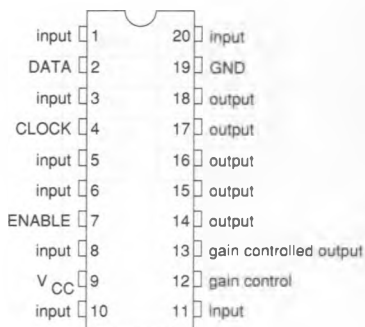 input 1 20 input
DATA 2 19 GND
input 3 18 output
CLOCK 4 17 output
input 5 16 output
input 6 15 output
ENABLE 7 14 output
input 8 13 gain controlled output
VCC 9 12 gain control
input 10 11 input